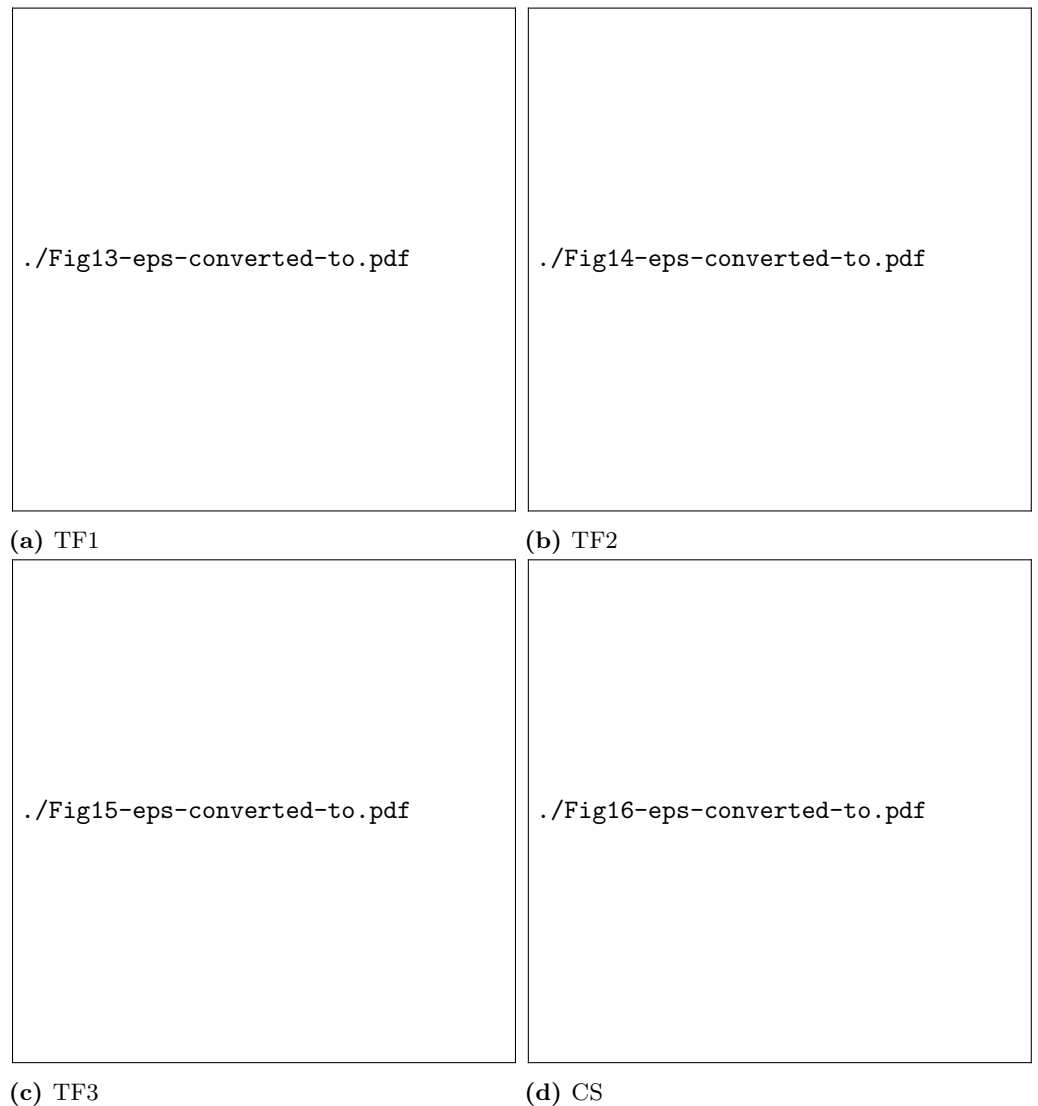 ./Fig13-eps-converted-to.pdf
./Fig14-eps-converted-to.pdf
(a) TF1
(b) TF2
./Fig15-eps-converted-to.pdf
./Fig16-eps-converted-to.pdf
(c) TF3
(d) CS